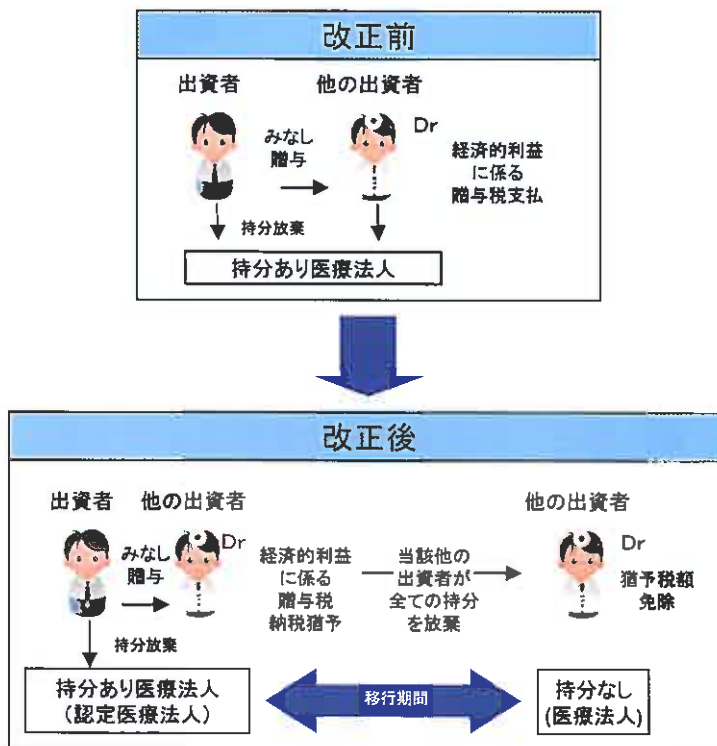 改正前
出資者
他の出資者
みなし
贈与
Dr
経済的利益
に係る
贈与税支払
持分放棄
持分あり医療法人
改正後
出資者
他の出資者
みなし
贈与
Dr
経済的利益
に係る
贈与税
納税猶予
当該他の
出資者が
全ての持分
を放棄
他の出資者
Dr
猶予税額
免除
持分放棄
持分あり医療法人
(認定医療法人)
移行期間
持分なし
(医療法人)